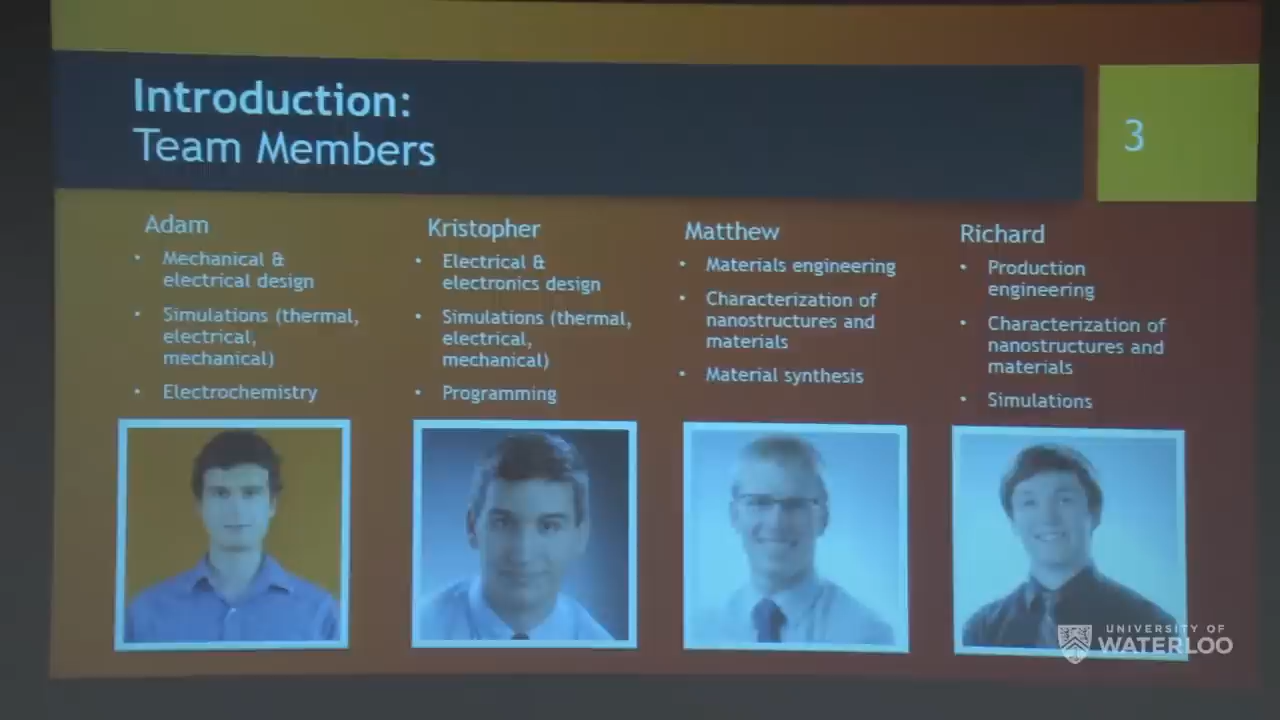 Introduction:
Team Members
3
Adam
• Mechanical &
electrical design
• Simulations (thermal,
electrical,
mechanical)
• Electrochemistry
Kristopher
• Electrical &
electronics design
• Simulations (thermal,
electrical,
mechanical)
• Programming
Matthew
• Materials engineering
• Characterization of
nanostructures and
materials
• Material synthesis
Richard
• Production
engineering
• Characterization of
nanostructures and
materials
• Simulations
UNIVERSITY OF
WATERLOO